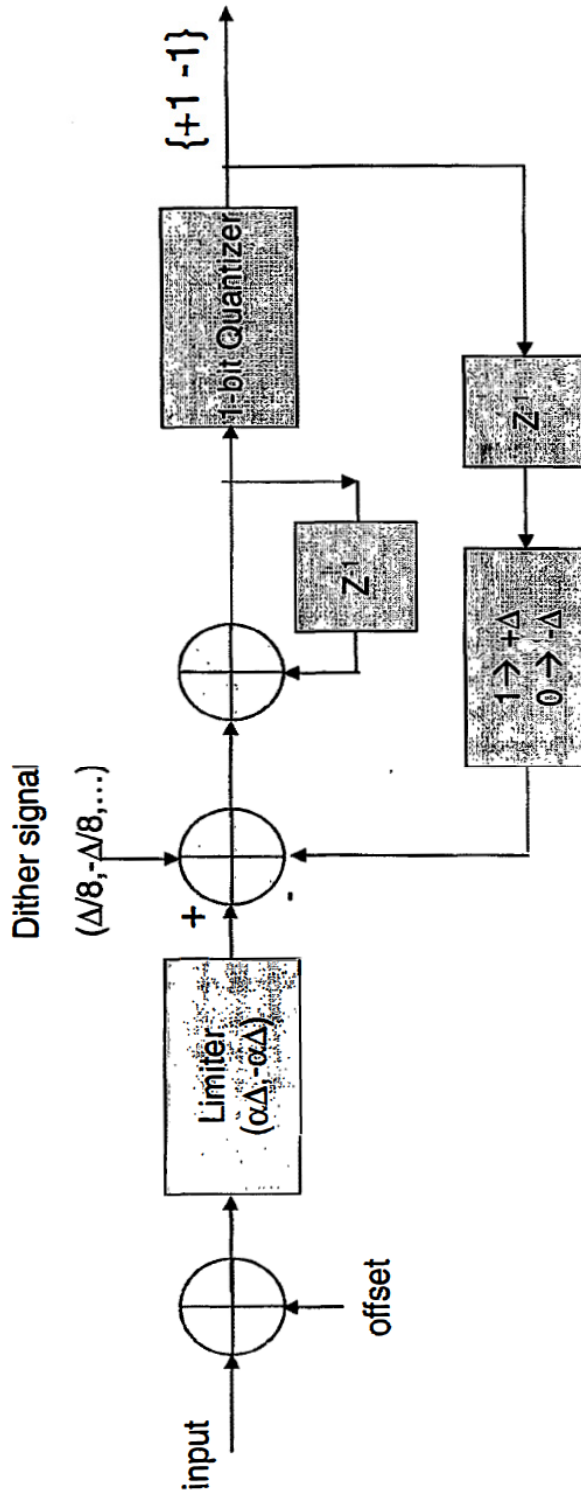 input
offset
Limiter
(αΔ,-αΔ)
Dither signal
(Δ/8,-Δ/8,...)
+
-
Z-1
1-bit Quantizer
{+1 -1}
Z-1
1→+Δ
0→-Δ